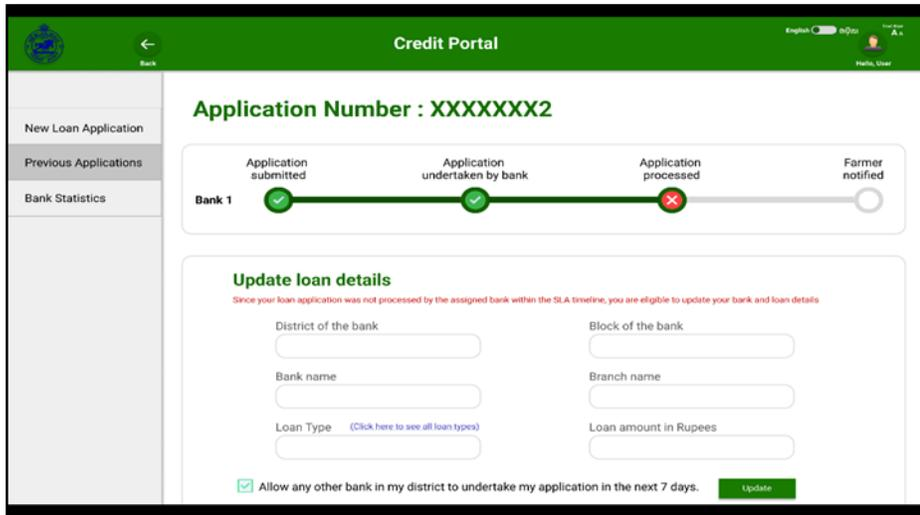 Credit Portal
Back
English
ଓଡ଼ିଆ
A A
Hello, User
New Loan Application
Previous Applications
Bank Statistics
Application Number : XXXXXXX2
Application submitted
Application undertaken by bank
Application processed
Farmer notified
Bank 1
Update loan details
Since your loan application was not processed by the assigned bank within the SLA timeline, you are eligible to update your bank and loan details
District of the bank
Block of the bank
Bank name
Branch name
Loan Type (Click here to see all loan types)
Loan amount in Rupees
Allow any other bank in my district to undertake my application in the next 7 days.
Update